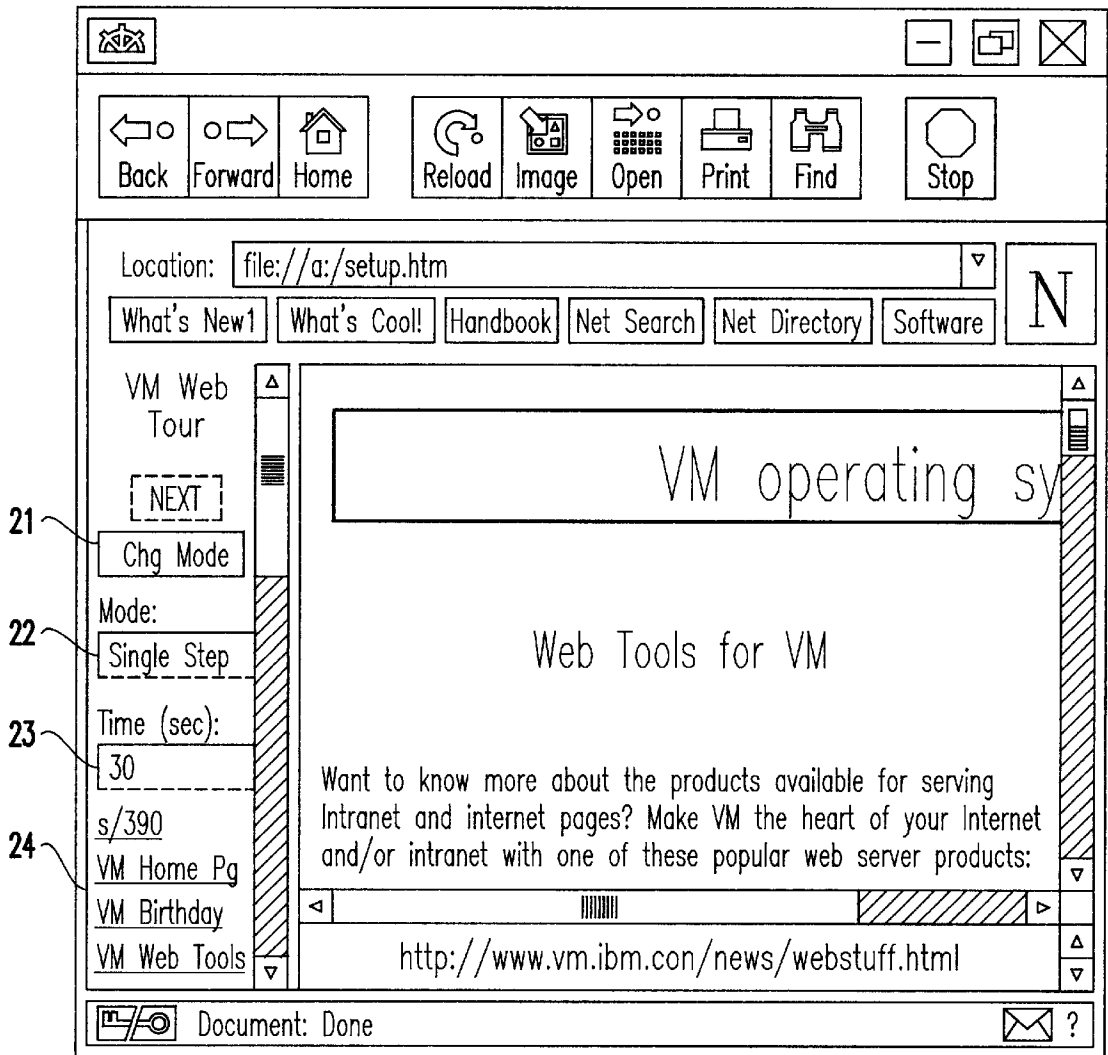 Back Forward Home Reload Image Open Print Find Stop
Location: file://a:/setup.htm
N
What's New1 What's Cool! Handbook Net Search Net Directory Software
VM Web
Tour
NEXT
21
Chg Mode
Mode:
22
Single Step
Time (sec):
23
30
24
s/390
VM Home Pg
VM Birthday
VM Web Tools
VM operating sy
Web Tools for VM
Want to know more about the products available for serving
Intranet and internet pages? Make VM the heart of your Internet
and/or intranet with one of these popular web server products:
http://www.vm.ibm.con/news/webstuff.html
Document: Done
?